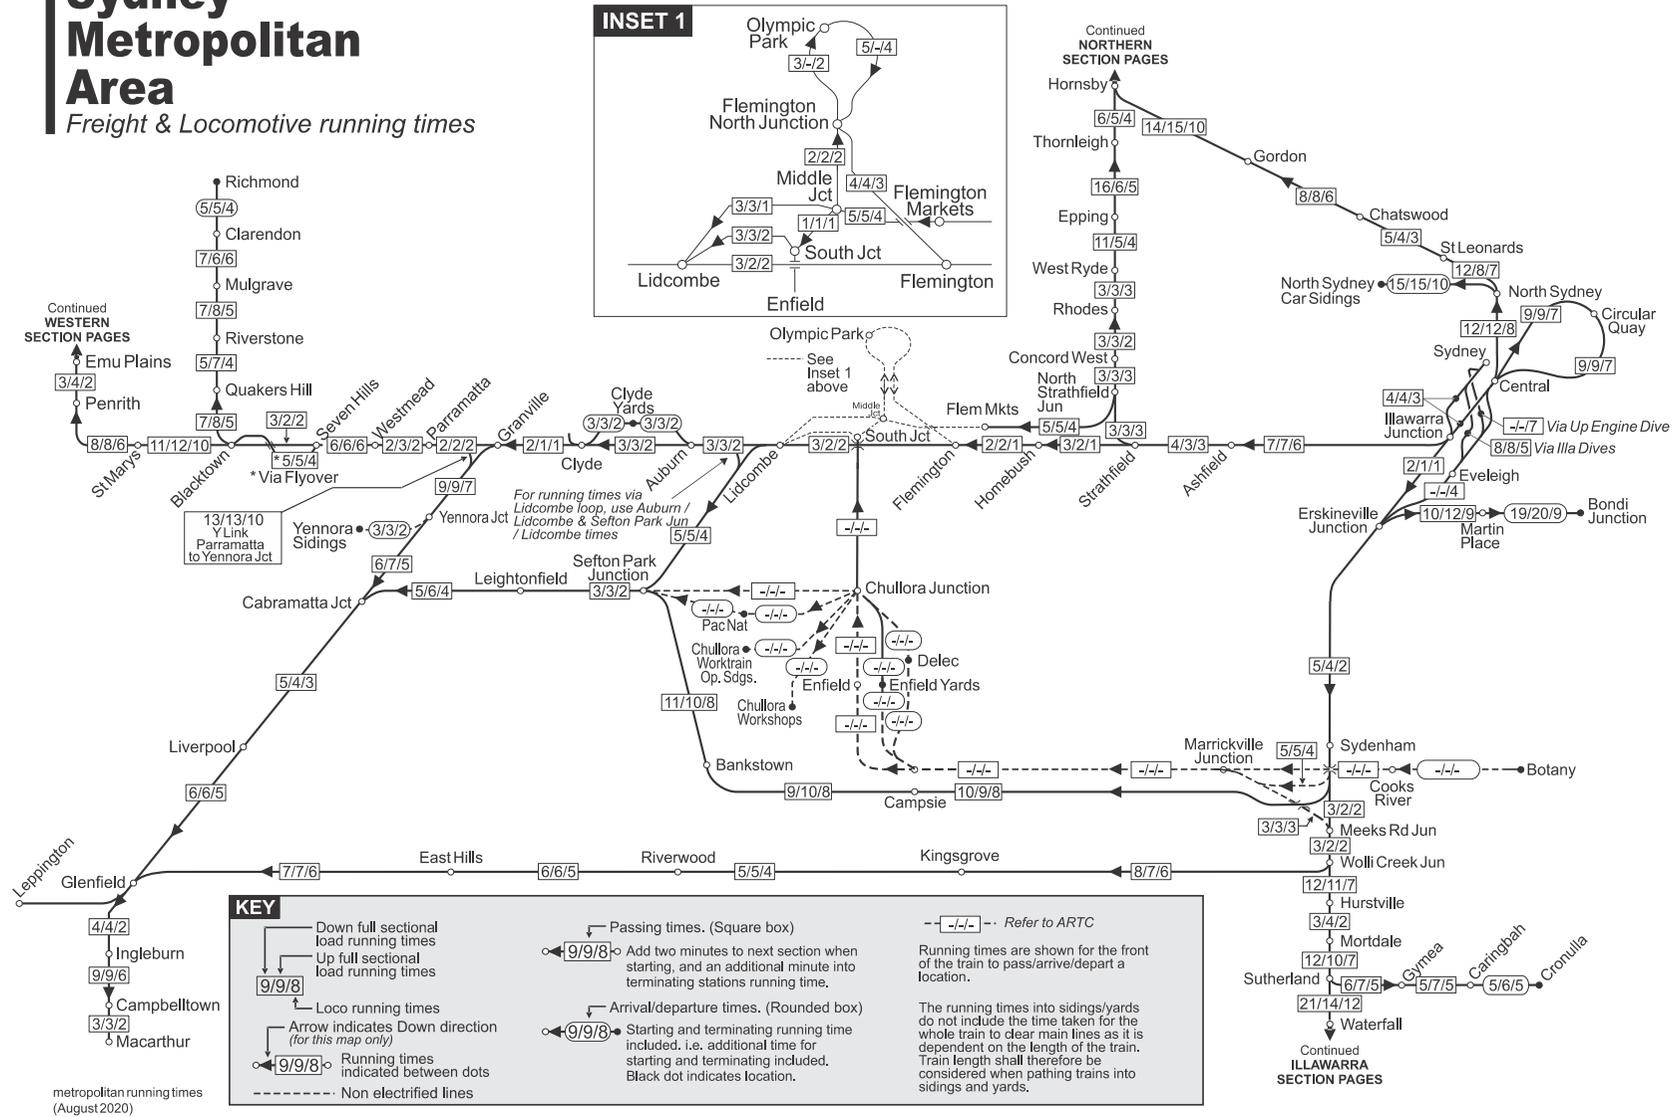 Sydney
Metropolitan
Area
Freight & Locomotive running times
INSET 1
Olympic
Park
5/-/4
3/-/2
Flemington
North Junction
2/2/2
Middle
Jct
4/4/3
Flemington
Markets
3/3/1
5/5/4
1/1/1
3/3/2
South Jct
3/2/2
Lidcombe
Flemington
Enfield
Continued
NORTHERN
SECTION PAGES
Hornsby
6/5/4
14/15/10
Thornleigh
Gordon
16/6/5
8/8/6
Epping
Chatswood
11/5/4
5/4/3
St Leonards
West Ryde
12/8/7
3/3/3
North Sydney
Car Sidings
15/15/10
North Sydney
Rhodes
9/9/7
Circular
Quay
12/12/8
3/3/2
Sydney
Concord West
9/9/7
3/3/3
Central
North
Strathfield
Jun
4/4/3
Illawarra
Junction
-/-/7
Via Up Engine Dive
8/8/5
Via Illa Dives
Richmond
5/5/4
Clarendon
7/6/6
Mulgrave
7/8/5
Riverstone
5/7/4
Quakers Hill
7/8/5
Continued
WESTERN
SECTION PAGES
Emu Plains
3/4/2
Penrith
8/8/6
St Marys
11/12/10
Blacktown
3/2/2
*5/5/4
* Via Flyover
Seven Hills
6/6/6
Westmead
2/3/2
Parramatta
2/2/2
Granville
2/1/1
Clyde
Clyde
Yards
3/3/2
3/3/2
3/3/2
Auburn
3/3/2
Lidcombe
3/2/2
Olympic Park
See
Inset 1
above
Middle
Jct
South Jct
Flem Mkts
5/5/4
Flemington
2/2/1
Homebush
3/2/1
3/3/3
Strathfield
4/3/3
Ashfield
7/7/6
2/1/1
Eveleigh
-/-/4
Erskineville
Junction
10/12/9
Martin
Place
19/20/9
Bondi
Junction
13/13/10
Y Link
Parramatta
to Yennora Jct
9/9/7
Yennora Jct
Yennora
Sidings
3/3/2
6/7/5
Cabramatta Jct
5/6/4
Leightonfield
3/3/2
Sefton Park
Junction
For running times via
Lidcombe loop, use Auburn /
Lidcombe & Sefton Park Jun
/ Lidcombe times
5/5/4
-/-/-
-/-/-
Chullora Junction
-/-/-
-/-/-
Pac Nat
-/-/-
-/-/-
Chullora
Worktrain
Op. Sdgs.
-/-/-
-/-/-
-/-/-
Delec
Chullora
Workshops
Enfield
Enfield Yards
-/-/-
-/-/-
-/-/-
5/4/3
11/10/8
Liverpool
Bankstown
6/6/5
9/10/8
Campsie
10/9/8
-/-/-
-/-/-
Marrickville
Junction
5/5/4
5/4/2
Sydenham
-/-/-
Cooks
River
-/-/-
Botany
3/2/2
3/3/3
Meeks Rd Jun
3/2/2
Wolli Creek Jun
12/11/7
Hurstville
3/4/2
Mortdale
12/10/7
Sutherland
6/7/5
Gymea
5/7/5
Caringbah
5/6/5
Cronulla
21/14/12
Waterfall
Continued
ILLAWARRA
SECTION PAGES
Leppington
Glenfield
7/7/6
East Hills
6/6/5
Riverwood
5/5/4
Kingsgrove
8/7/6
4/4/2
Ingleburn
9/9/6
Campbelltown
3/3/2
Macarthur
KEY
Down full sectional
load running times
Up full sectional
load running times
9/9/8
Loco running times
Arrow indicates Down direction
(for this map only)
9/9/8
Running times
indicated between dots
Non electrified lines
Passing times. (Square box)
9/9/8
Add two minutes to next section when
starting, and an additional minute into
terminating stations running time.
Arrival/departure times. (Rounded box)
9/9/8
Starting and terminating running time
included. i.e. additional time for
starting and terminating included.
Black dot indicates location.
-/-/-
Refer to ARTC
Running times are shown for the front
of the train to pass/arrive/depart a
location.
The running times into sidings/yards
do not include the time taken for the
whole train to clear main lines as it is
dependent on the length of the train.
Train length shall therefore be
considered when pathing trains into
sidings and yards.
metropolitan running times
(August 2020)